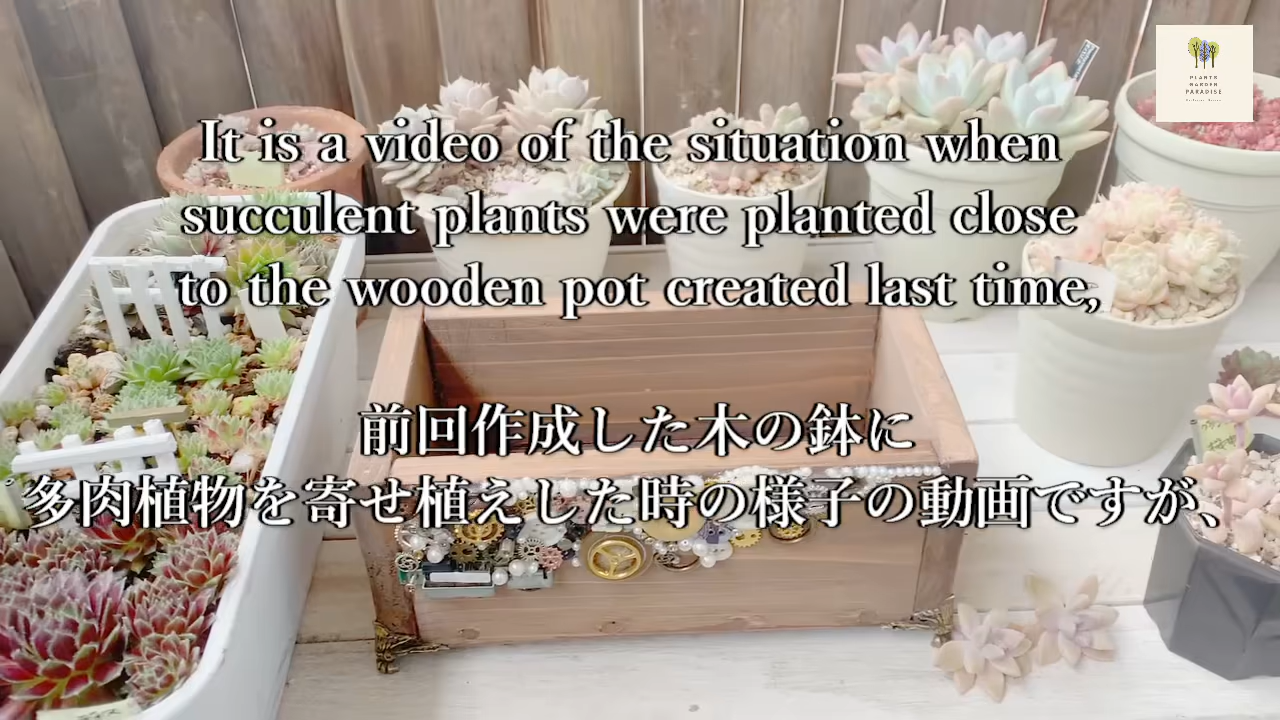 PLANTS
GARDEN
PARADISE
It is a video of the situation when
succulent plants were planted close
to the wooden pot created last time,
前回作成した木の鉢に
多肉植物を寄せ植えした時の様子の動画ですが、